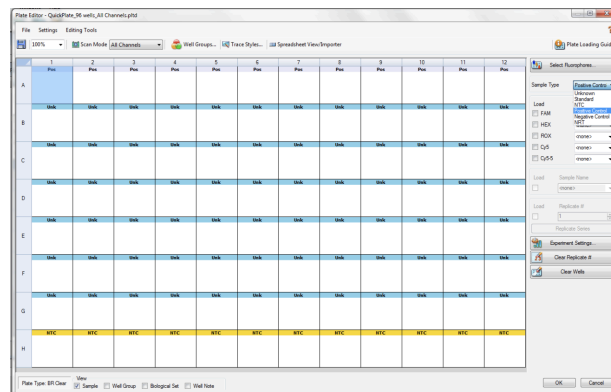 Plate Editor - QuickPlate_96 wells_All Channels.pltd
File Settings Editing Tools
100% Scan Mode All Channels Well Groups... Trace Styles... Spreadsheet View/Importer Plate Loading Guide
1 2 3 4 5 6 7 8 9 10 11 12
Pos Pos Pos Pos Pos Pos Pos Pos Pos Pos Pos Pos
A
Unk Unk Unk Unk Unk Unk Unk Unk Unk Unk Unk Unk
B
Unk Unk Unk Unk Unk Unk Unk Unk Unk Unk Unk Unk
C
Unk Unk Unk Unk Unk Unk Unk Unk Unk Unk Unk Unk
D
Unk Unk Unk Unk Unk Unk Unk Unk Unk Unk Unk Unk
E
Unk Unk Unk Unk Unk Unk Unk Unk Unk Unk Unk Unk
F
Unk Unk Unk Unk Unk Unk Unk Unk Unk Unk Unk Unk
G
NTC NTC NTC NTC NTC NTC NTC NTC NTC NTC NTC NTC
H
Select Fluorophores...
Sample Type Positive Contro
Unknown
Standard
NTC
Positive Control
Negative Control
NRT
Load
FAM
HEX <none>
ROX <none>
Cy5 <none>
Cy5-5 <none>
Load Sample Name
<none>
Load Replicate #
1
Replicate Series
Experiment Settings...
Clear Replicate #
Clear Wells
Plate Type: BR Clear
View
Sample Well Group Biological Set Well Note
OK Cancel